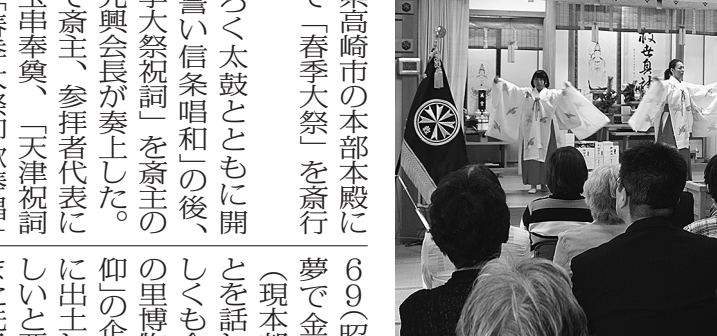 高崎市の本部本殿に
で「春季大祭」を斎行
ろく太鼓とともに開
誓い信条唱和」の後、
季大祭祝詞」を斎主の
光興会長が奏上した。
で斎主、参拝者代表に
玉串奉奠、「天津祝詞
69(昭
夢で金
（現本部
とを話
しくも
の里博
仰」の企
に出土
しいと